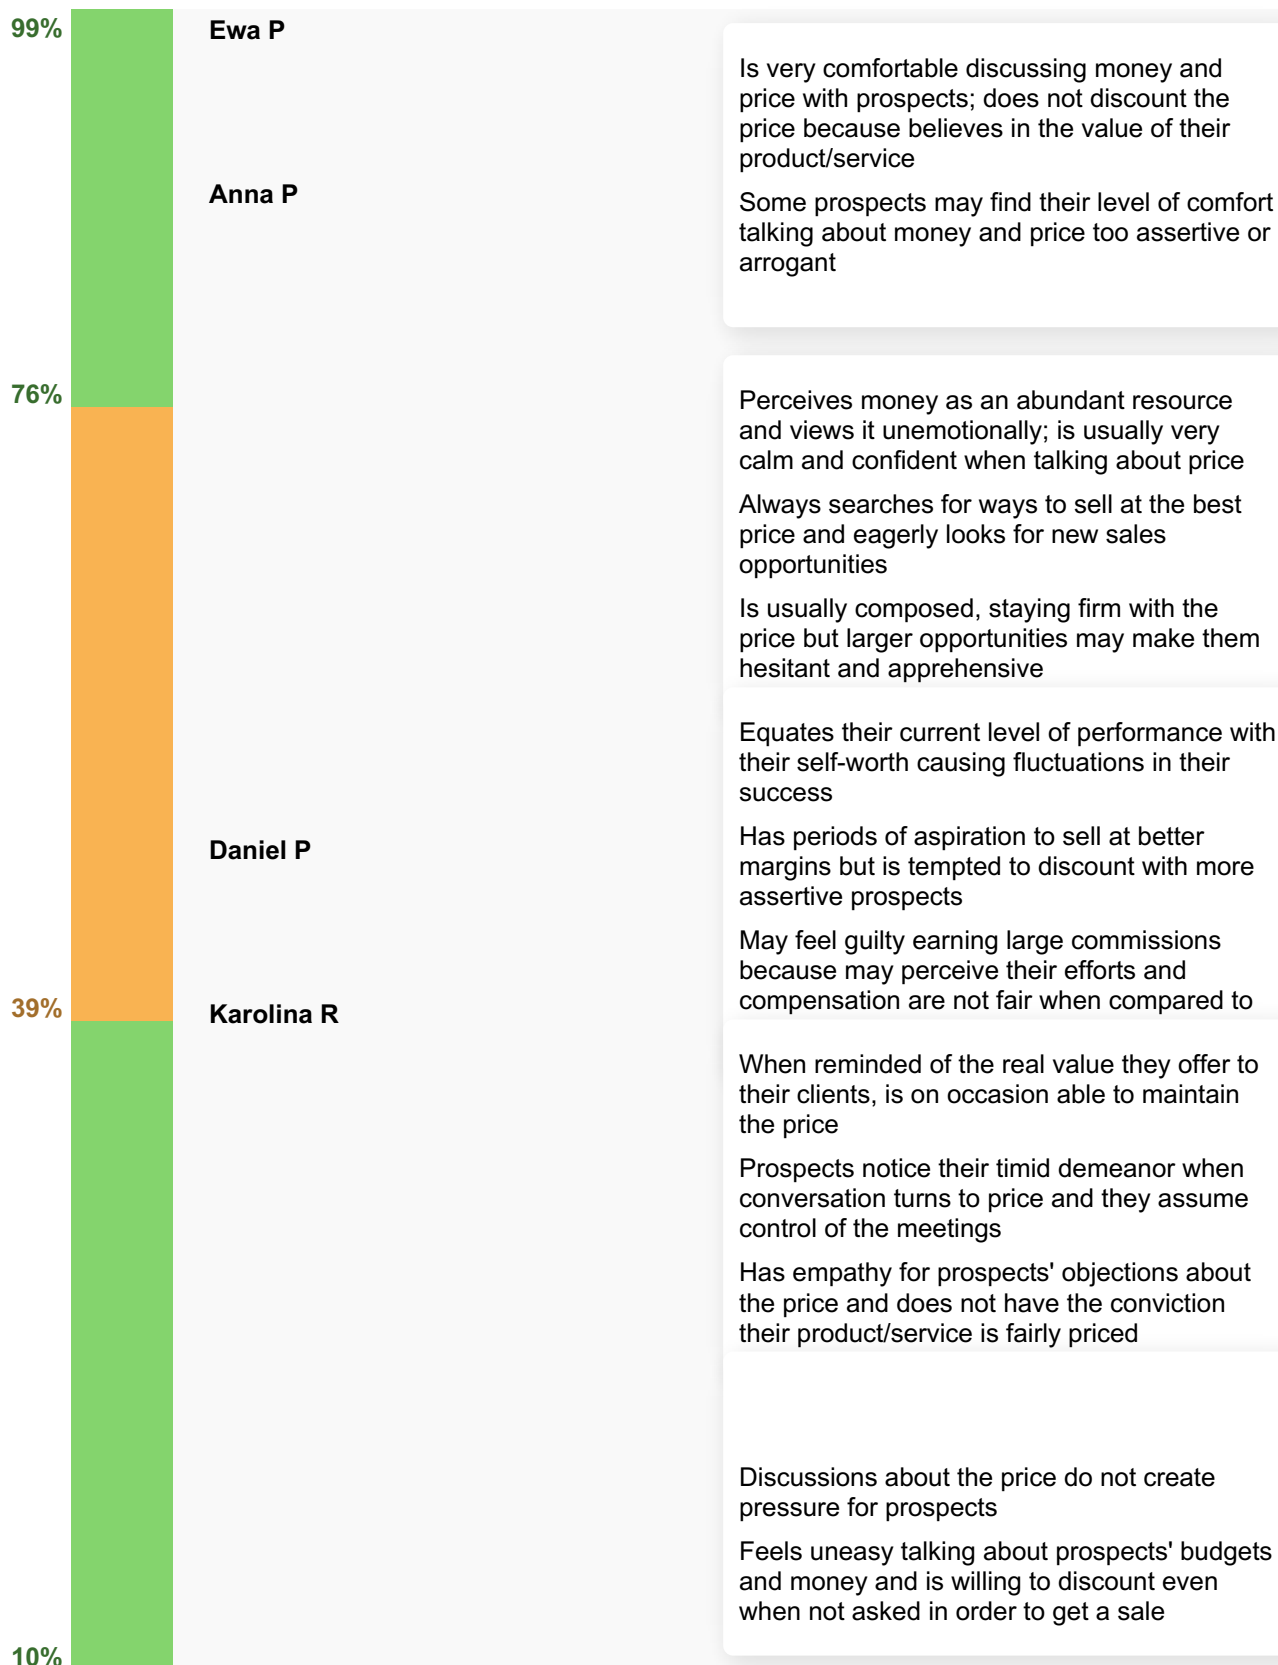 99%
Ewa P
Is very comfortable discussing money and
price with prospects; does not discount the
price because believes in the value of their
product/service
Anna P
Some prospects may find their level of comfort
talking about money and price too assertive or
arrogant
76%
Perceives money as an abundant resource
and views it unemotionally; is usually very
calm and confident when talking about price
Always searches for ways to sell at the best
price and eagerly looks for new sales
opportunities
Is usually composed, staying firm with the
price but larger opportunities may make them
hesitant and apprehensive
Equates their current level of performance with
their self-worth causing fluctuations in their
success
Daniel P
Has periods of aspiration to sell at better
margins but is tempted to discount with more
assertive prospects
May feel guilty earning large commissions
because may perceive their efforts and
compensation are not fair when compared to
39%
Karolina R
When reminded of the real value they offer to
their clients, is on occasion able to maintain
the price
Prospects notice their timid demeanor when
conversation turns to price and they assume
control of the meetings
Has empathy for prospects' objections about
the price and does not have the conviction
their product/service is fairly priced
Discussions about the price do not create
pressure for prospects
Feels uneasy talking about prospects' budgets
and money and is willing to discount even
when not asked in order to get a sale
10%